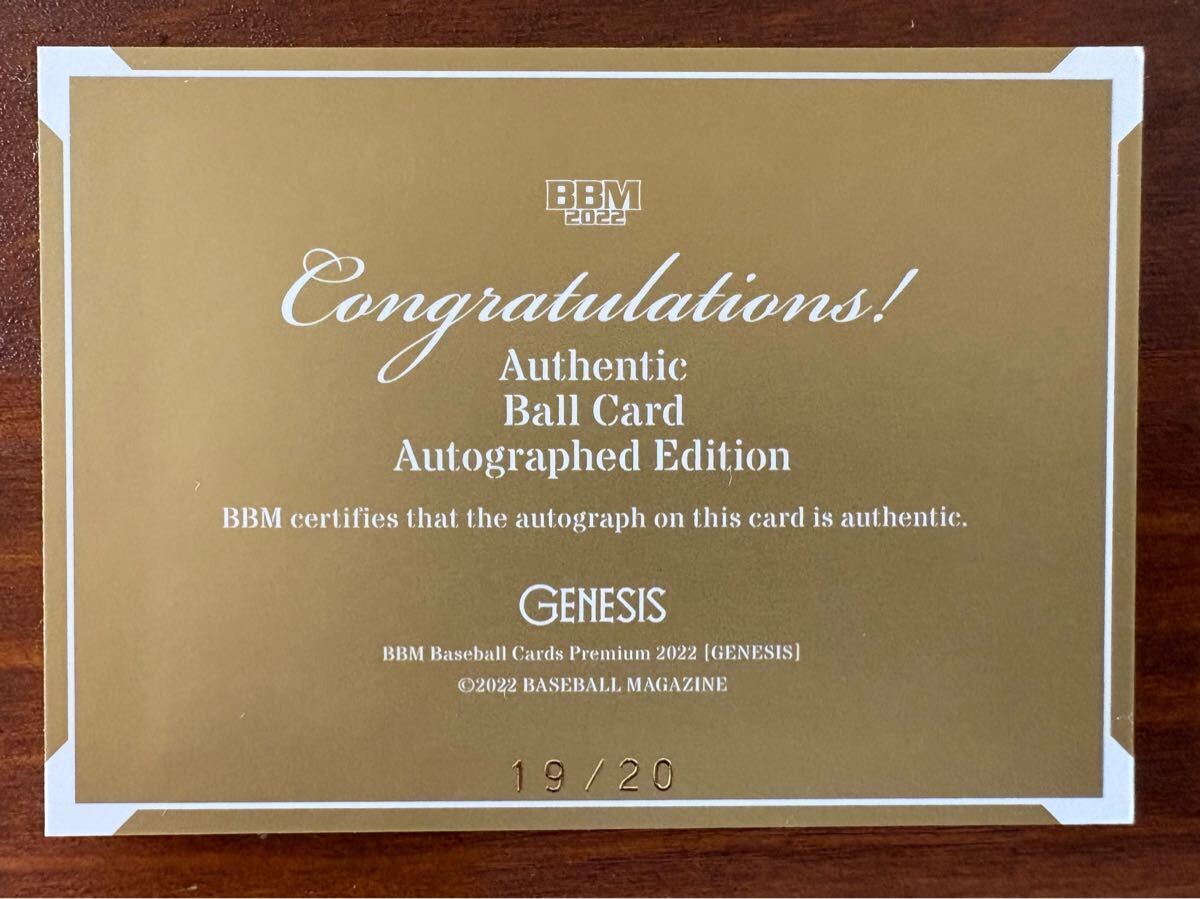 BBM
2022
Congratulations!
Authentic
Ball Card
Autographed Edition
BBM certifies that the autograph on this card is authentic.
GENESIS
BBM Baseball Cards Premium 2022 [GENESIS]
©2022 BASEBALL MAGAZINE
19/20